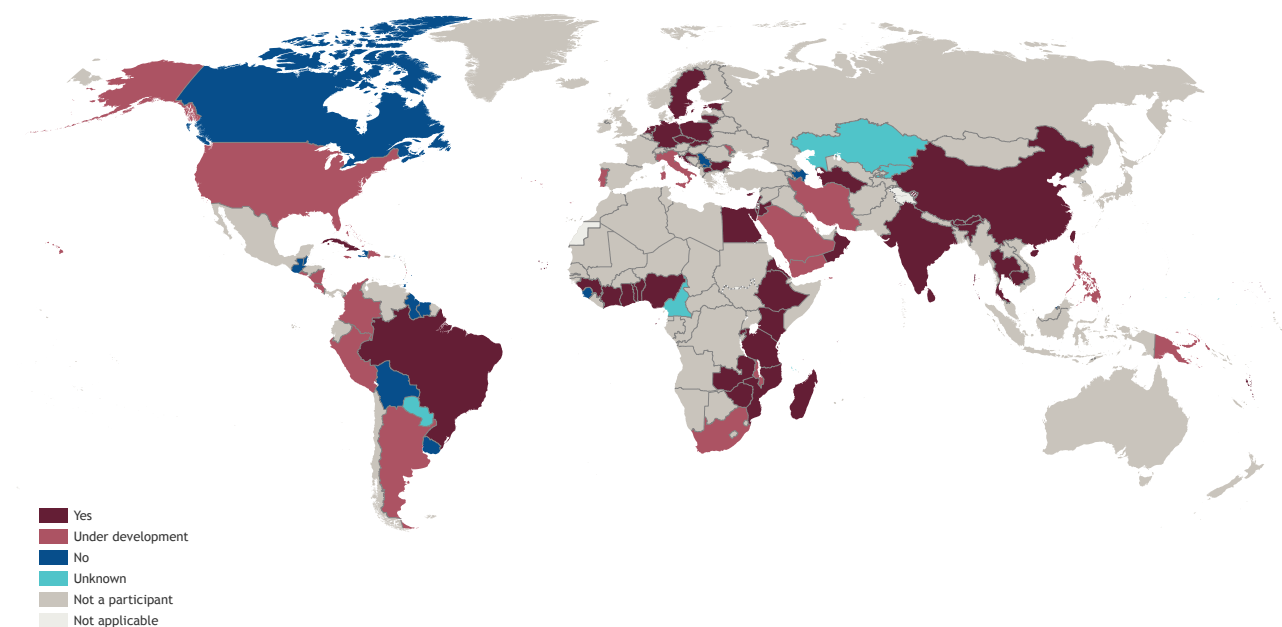 Yes
Under development
No
Unknown
Not a participant
Not applicable